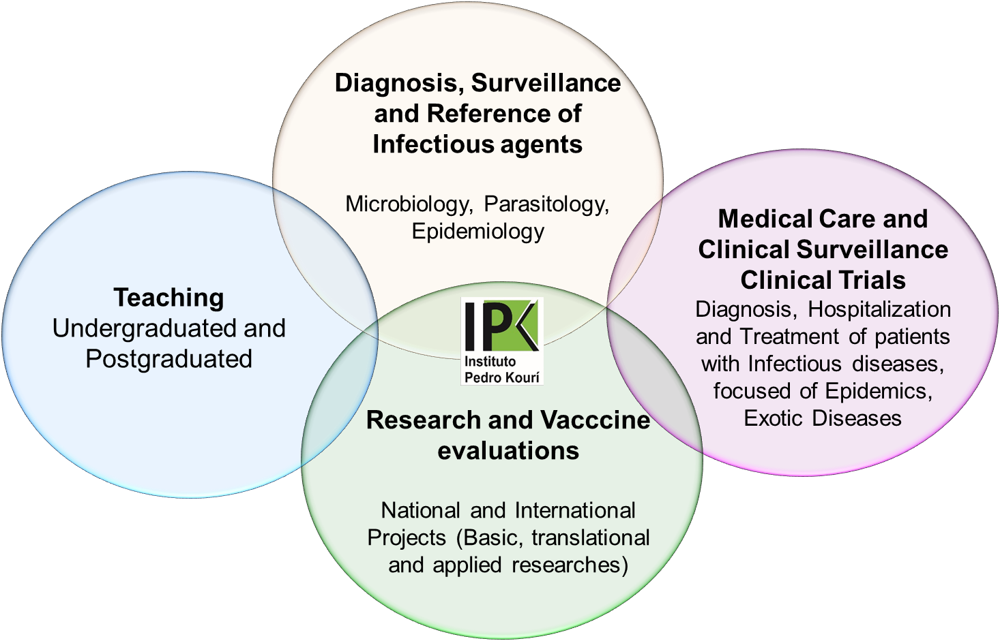 Diagnosis, Surveillance
and Reference of
Infectious agents
Microbiology, Parasitology,
Epidemiology
Teaching
Undergraduated and
Postgraduated
Medical Care and
Clinical Surveillance
Clinical Trials
Diagnosis, Hospitalization
and Treatment of patients
with Infectious diseases,
focused of Epidemics,
Exotic Diseases
IPK
Instituto
Pedro Kourí
Research and Vacccine
evaluations
National and International
Projects (Basic, translational
and applied researches)